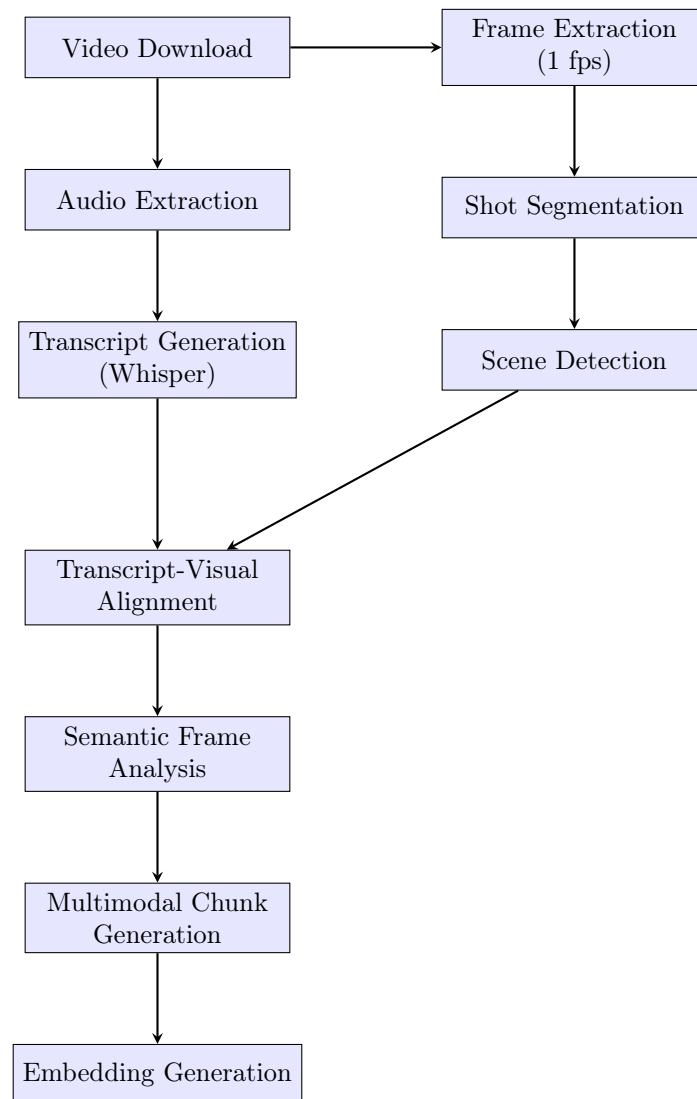 Video Download
Frame Extraction
(1 fps)
Audio Extraction
Shot Segmentation
Transcript Generation
(Whisper)
Scene Detection
Transcript-Visual
Alignment
Semantic Frame
Analysis
Multimodal Chunk
Generation
Embedding Generation